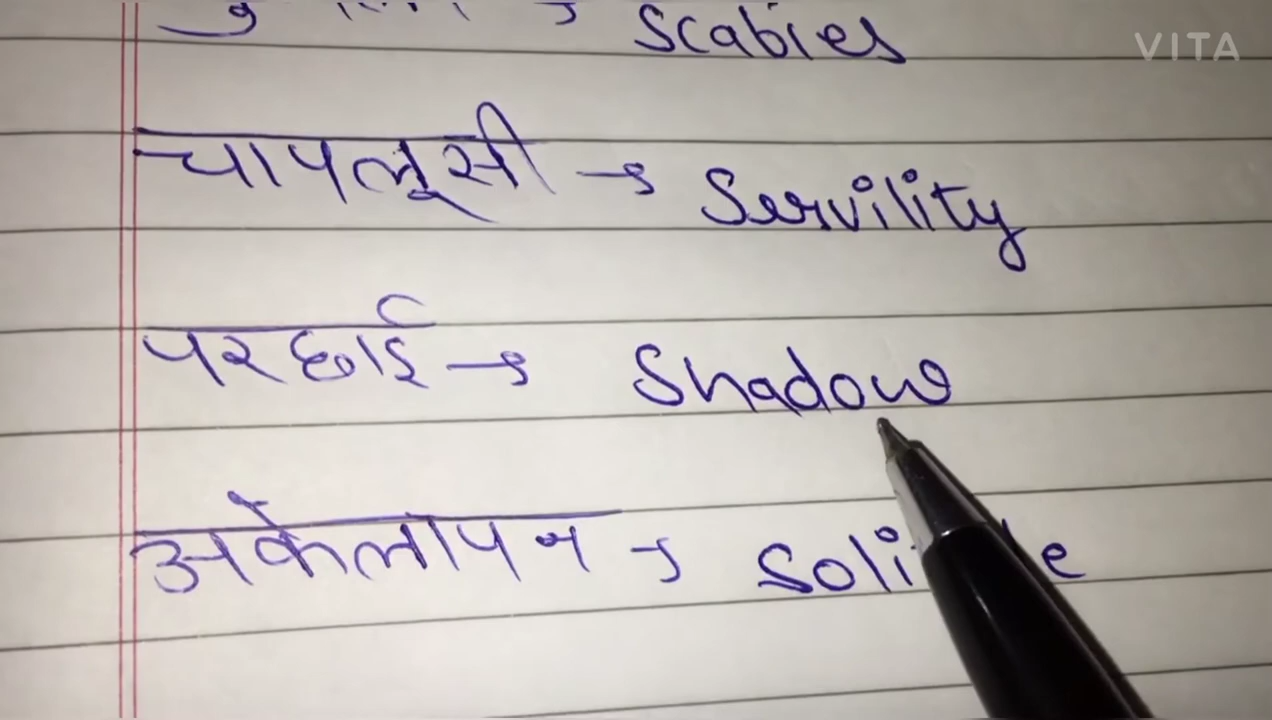 Scabies
VITA
चापलूसी → Servility
परछाई → Shadow
अकेलापन →